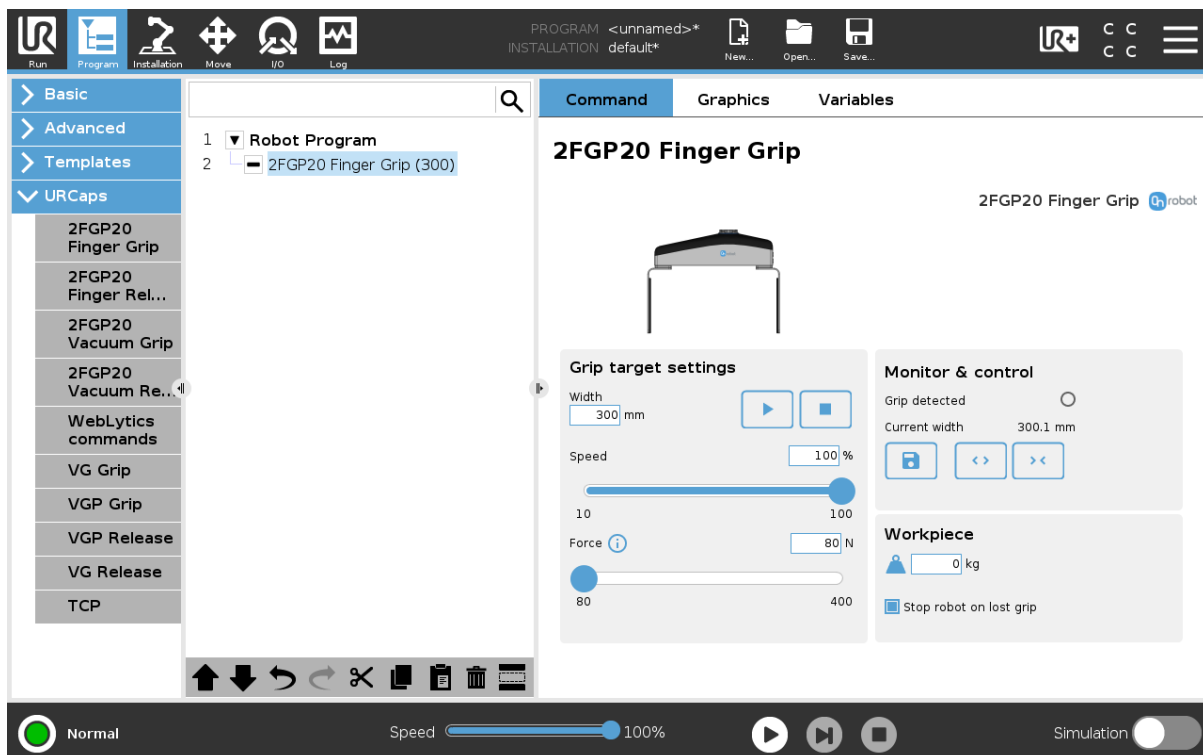 PROGRAM <unnamed>*
INSTALLATION default*
Run
Program
Installation
Move
I/O
Log
New...
Open...
Save...
UR+
C C
C C
Basic
Advanced
Templates
URCaps
2FGP20
Finger Grip
2FGP20
Finger Rel...
2FGP20
Vacuum Grip
2FGP20
Vacuum Re...
WebLytics
commands
VG Grip
VGP Grip
VGP Release
VG Release
TCP
1 Robot Program
2 2FGP20 Finger Grip (300)
Command Graphics Variables
2FGP20 Finger Grip
2FGP20 Finger Grip OnRobot
Grip target settings
Width
300 mm
Speed 100 %
10 100
Force i 80 N
80 400
Monitor & control
Grip detected
Current width 300.1 mm
Workpiece
0 kg
Stop robot on lost grip
Normal
Speed 100%
Simulation